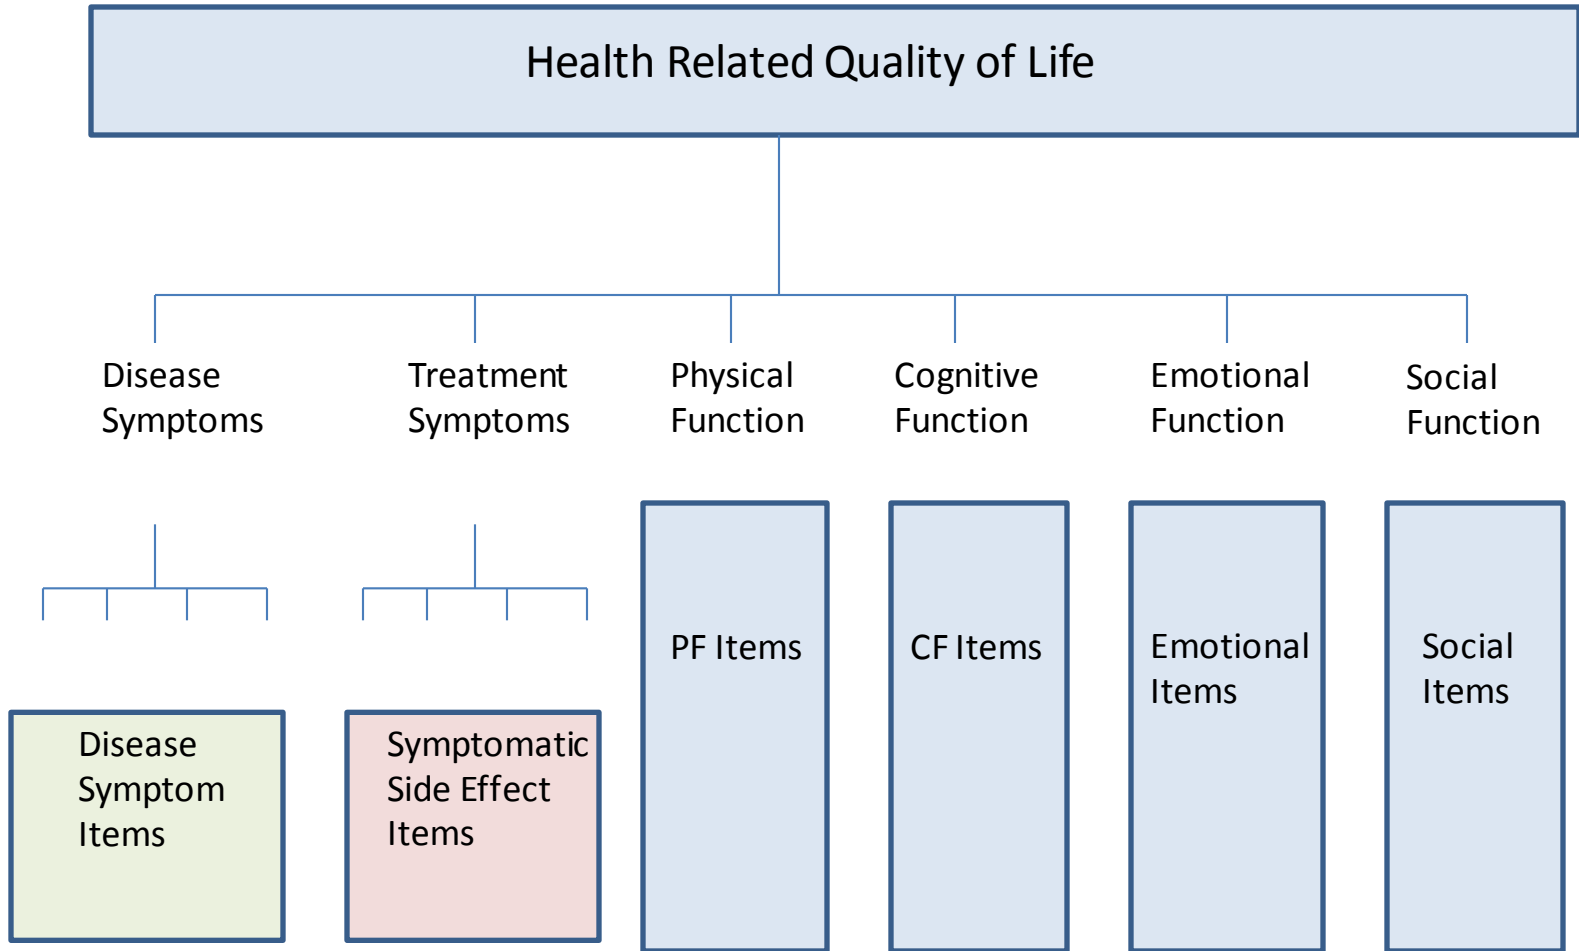 Health Related Quality of Life
Disease
Symptoms
Treatment
Symptoms
Physical
Function
Cognitive
Function
Emotional
Function
Social
Function
PF Items
CF Items
Emotional
Items
Social
Items
Disease
Symptom
Items
Symptomatic
Side Effect
Items